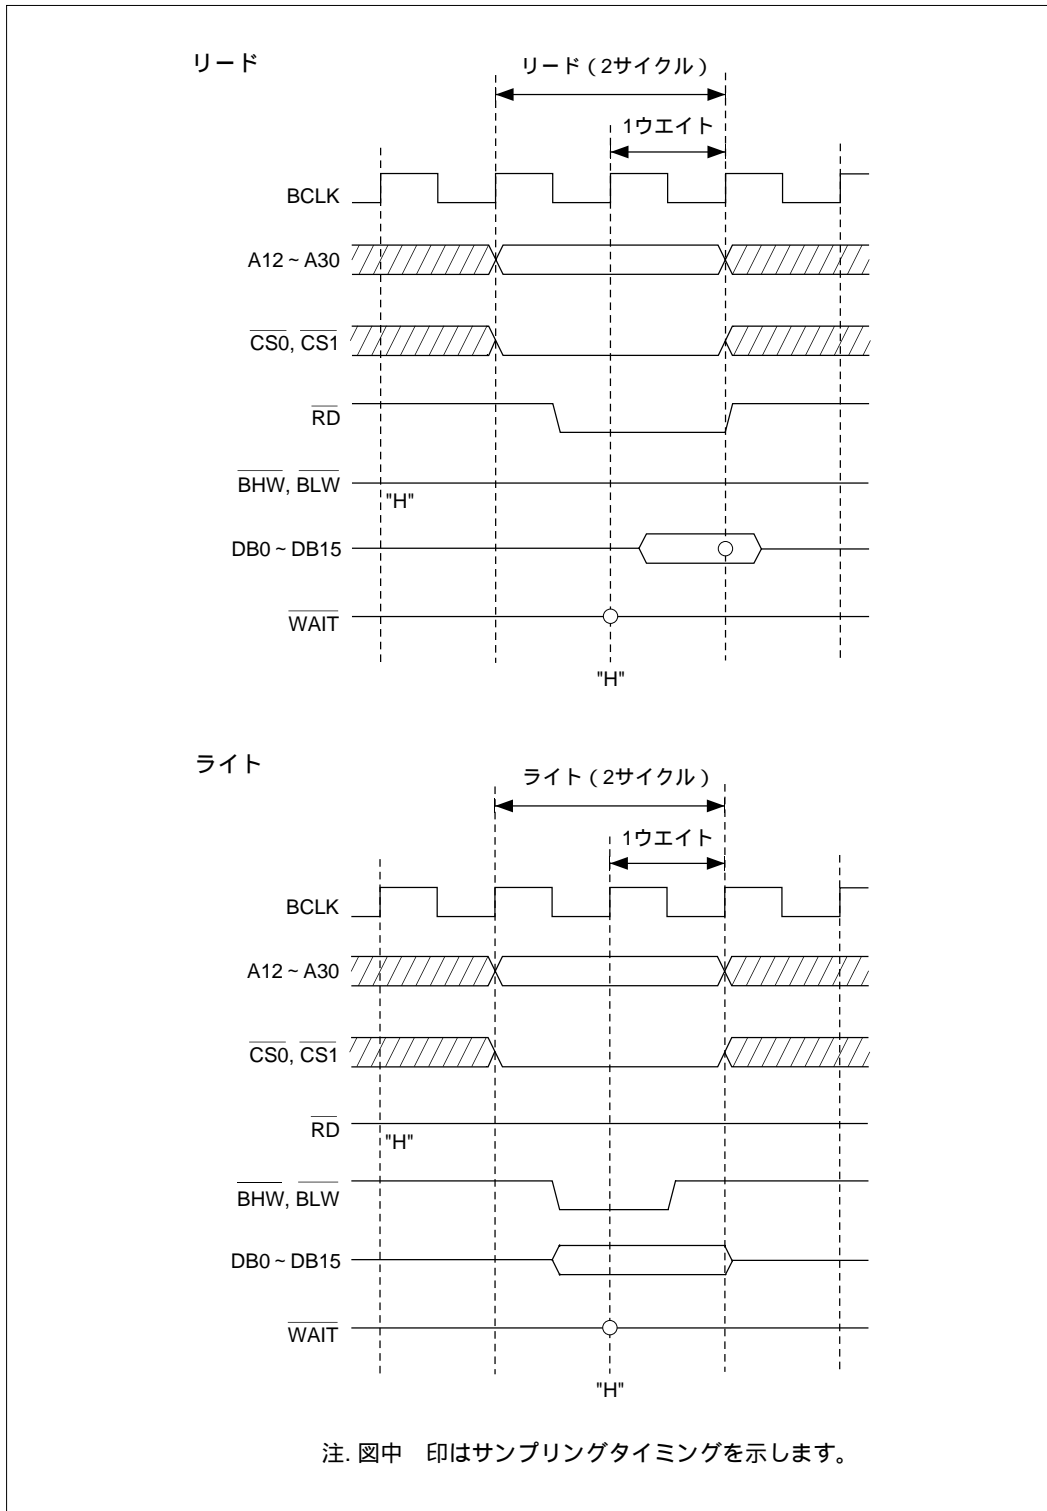 リード
リード（2サイクル）
1ウエイト
BCLK
A12 ~ A30
CS0, CS1
RD
BHW, BLW
"H"
DB0 ~ DB15
WAIT
"H"
ライト
ライト（2サイクル）
1ウエイト
BCLK
A12 ~ A30
CS0, CS1
RD
"H"
BHW, BLW
DB0 ~ DB15
WAIT
"H"
注. 図中　印はサンプリングタイミングを示します。